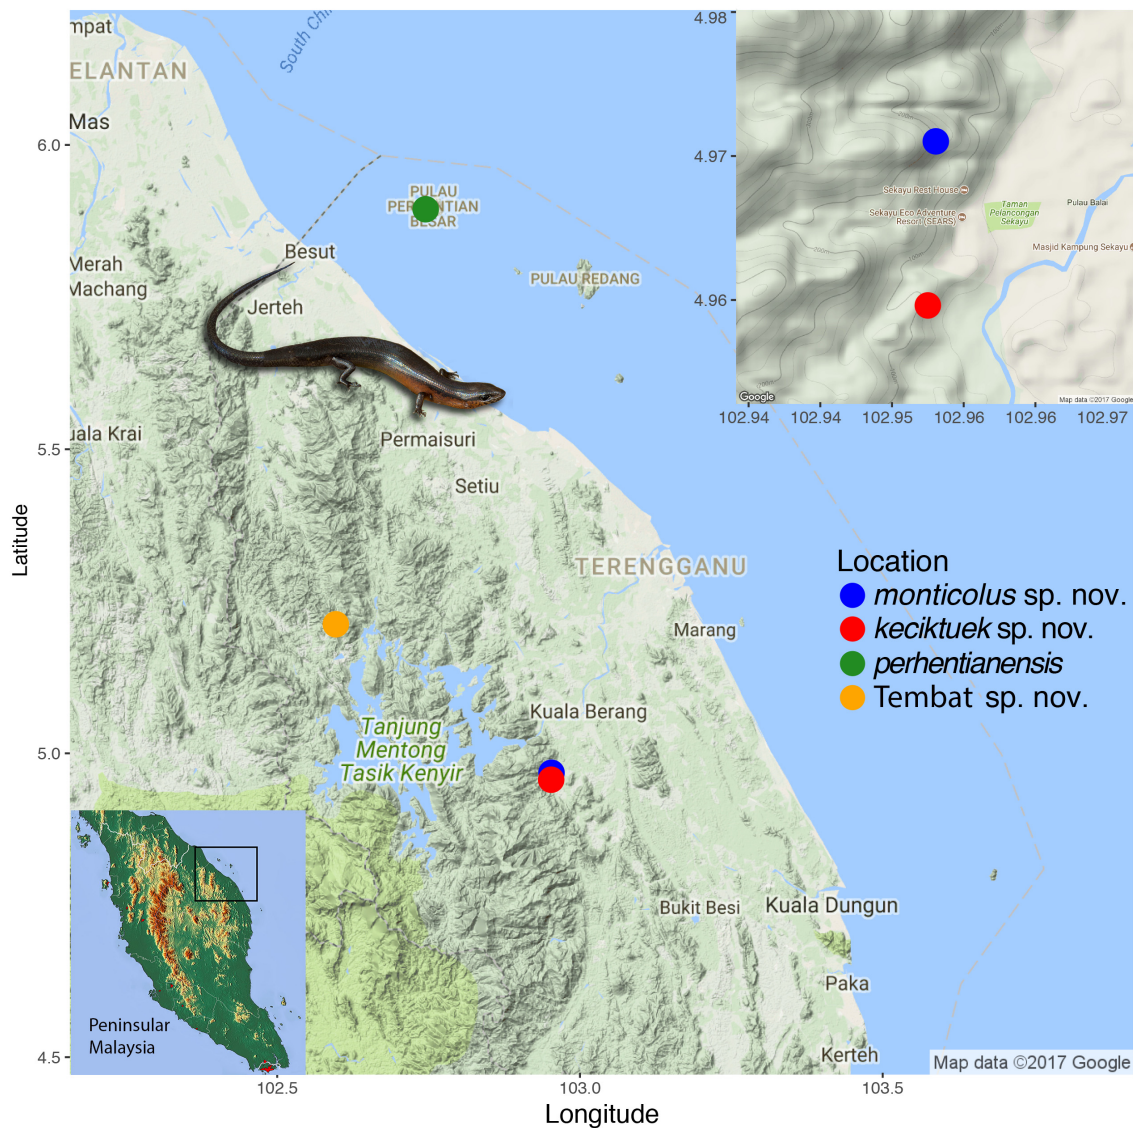 mpat
South Chi
ELANTAN
Mas
6.0
PULAU
PERHENTIAN
BESAR
Besut
Merah
Machang
PULAU REDANG
Jerteh
uala Krai
Permaisuri
5.5
Setiu
Latitude
TERENGGANU
Marang
Kuala Berang
Tanjung
Mentong
Tasik Kenyir
5.0
Bukit Besi
Kuala Dungun
Paka
Kerteh
4.5
Peninsular
Malaysia
Map data ©2017 Google
102.5
103.0
103.5
Longitude
4.98
4.97
4.96
200m
Sekayu Rest House
Sekayu Eco Adventure
Resort (SEARS)
Taman
Pelancongan
Sekayu
Pulau Balai
Masjid Kampung Sekayu
Google
Map data ©2017 Google
102.94
102.94
102.95
102.96
102.96
102.97
Location
monticolus sp. nov.
keciktuek sp. nov.
perhentianensis
Tembat sp. nov.